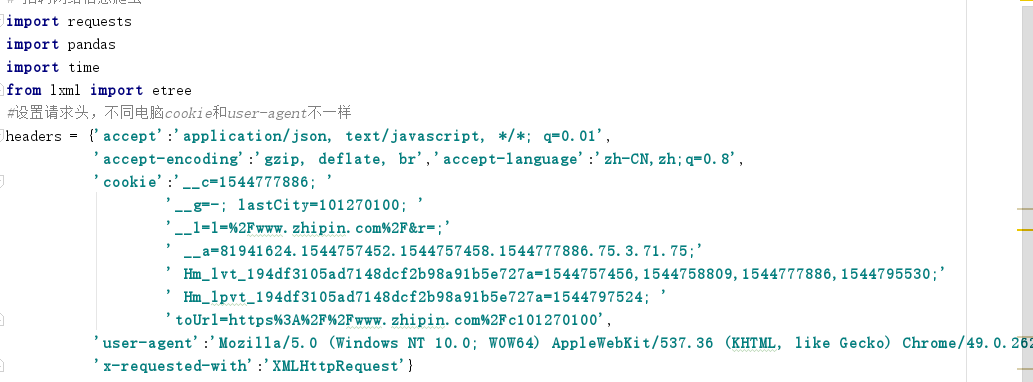 import requests
import pandas
import time
from lxml import etree
#设置请求头，不同电脑cookie和user-agent不一样
headers = {'accept':'application/json, text/javascript, */*; q=0.01',
'accept-encoding':'gzip, deflate, br','accept-language':'zh-CN,zh;q=0.8',
'cookie':'__c=1544777886; '
'__g=-; lastCity=101270100; '
'__l=l=%2Fwww.zhipin.com%2F&r=;'
' __a=81941624.1544757452.1544757458.1544777886.75.3.71.75;'
' Hm_lvt_194df3105ad7148dcf2b98a91b5e727a=1544757456,1544758809,1544777886,1544795530;'
' Hm_lpvt_194df3105ad7148dcf2b98a91b5e727a=1544797524; '
'toUrl=https%3A%2F%2Fwww.zhipin.com%2Fc101270100',
'user-agent':'Mozilla/5.0 (Windows NT 10.0; WOW64) AppleWebKit/537.36 (KHTML, like Gecko) Chrome/49.0.262
'x-requested-with':'XMLHttpRequest'}